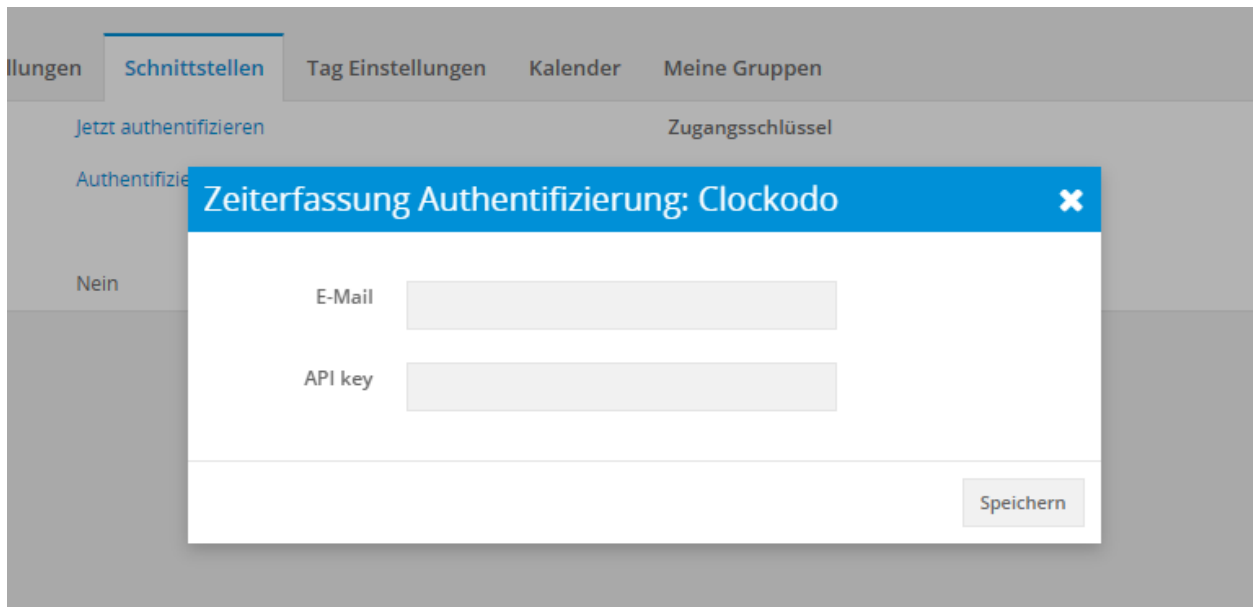 llungen Schnittstellen Tag Einstellungen Kalender Meine Gruppen
Jetzt authentifizieren Zugangsschlüssel
Authentifizie
Zeiterfassung Authentifizierung: Clockodo
Nein
E-Mail
API key
Speichern